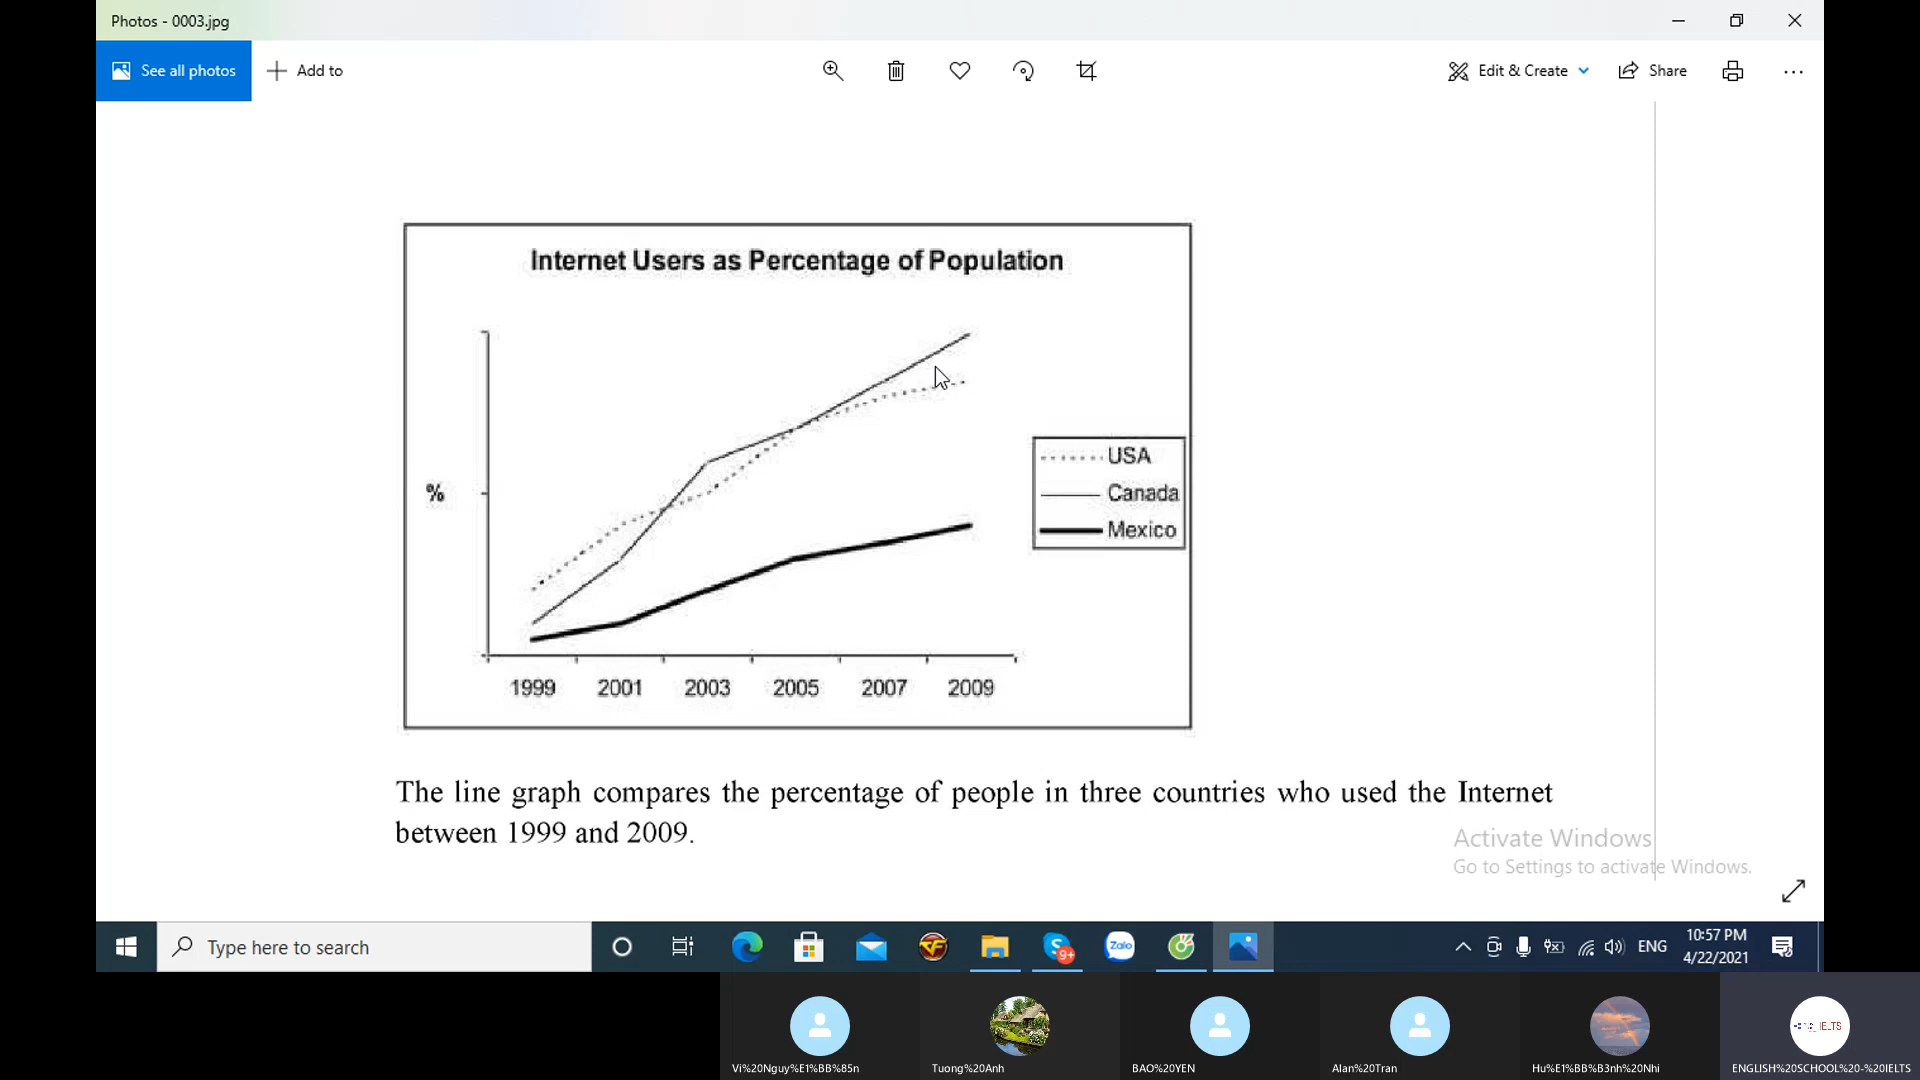 Photos - 0003.jpg
See all photos
Add to
Edit & Create
Share
Internet Users as Percentage of Population
%
USA
Canada
Mexico
1999 2001 2003 2005 2007 2009
The line graph compares the percentage of people in three countries who used the Internet
between 1999 and 2009.
Activate Windows
Go to Settings to activate Windows.
Type here to search
9+
Zalo
ENG
10:57 PM
4/22/2021
IELTS
Vi%20Nguy%E1%BB%85n
Tuong%20Anh
BAO%20YEN
Alan%20Tran
Hu%E1%BB%B3nh%20Nhi
ENGLISH%20SCHOOL%20-%20IELTS